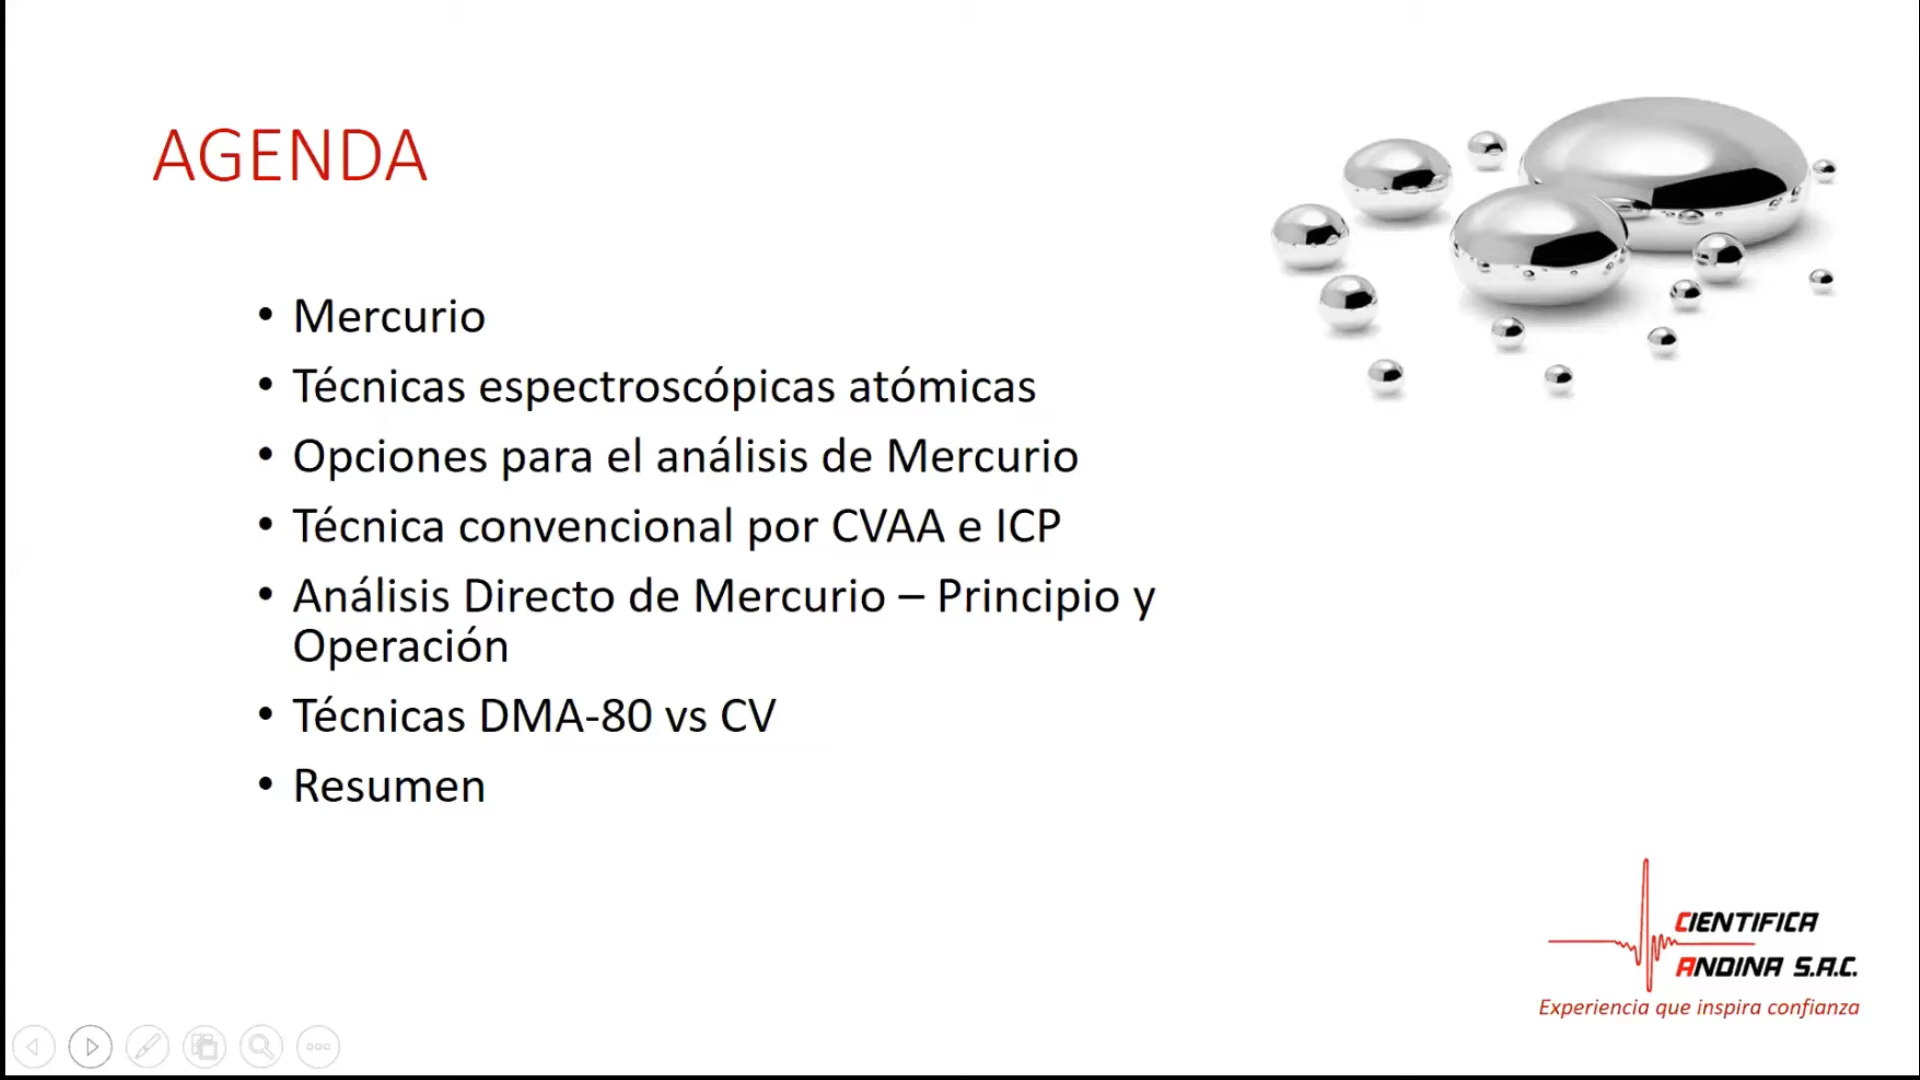 AGENDA
• Mercurio
• Técnicas espectroscópicas atómicas
• Opciones para el análisis de Mercurio
• Técnica convencional por CVAA e ICP
• Análisis Directo de Mercurio – Principio y
Operación
• Técnicas DMA-80 vs CV
• Resumen
CIENTIFICA
ANDINA S.A.C.
Experiencia que inspira confianza